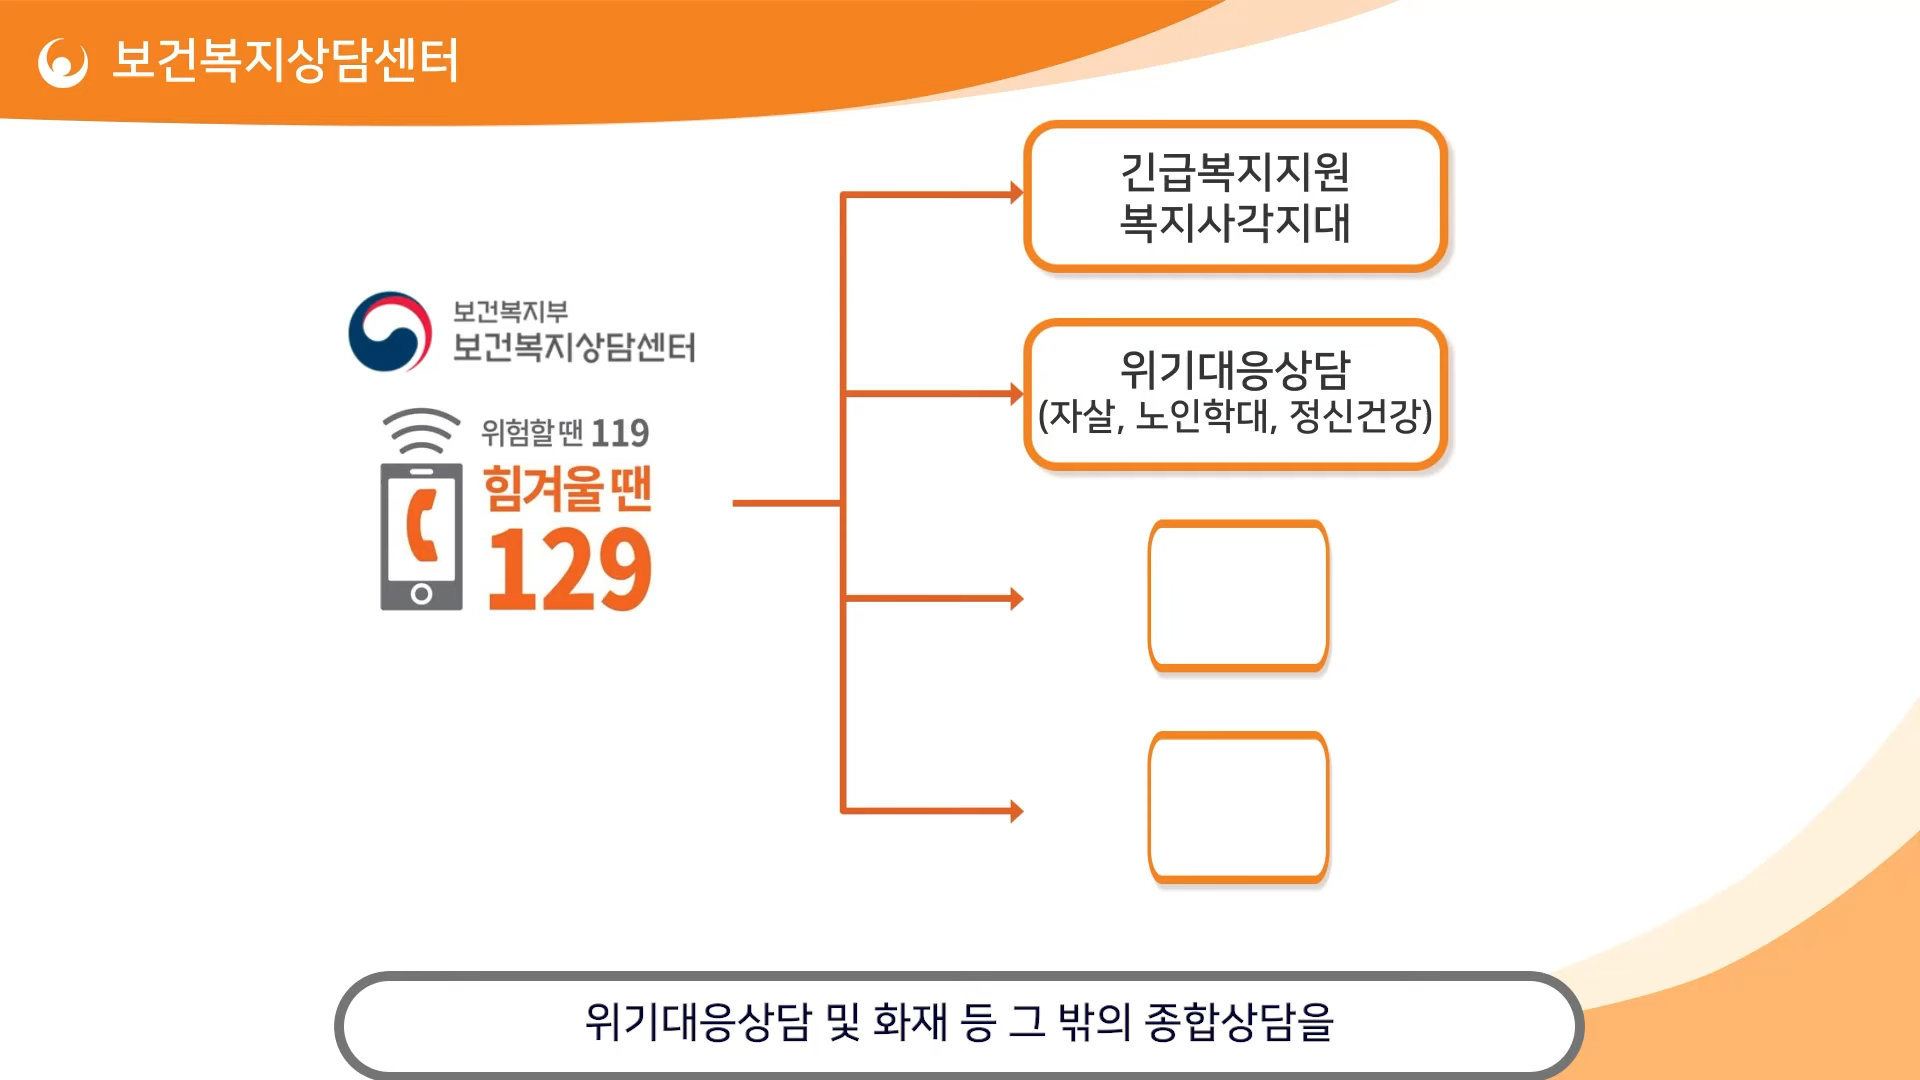 보건복지상담센터
긴급복지지원
복지사각지대
보건복지부
보건복지상담센터
위기대응상담
(자살, 노인학대, 정신건강)
위험할 땐 119
힘겨울 땐
129
위기대응상담 및 화재 등 그 밖의 종합상담을